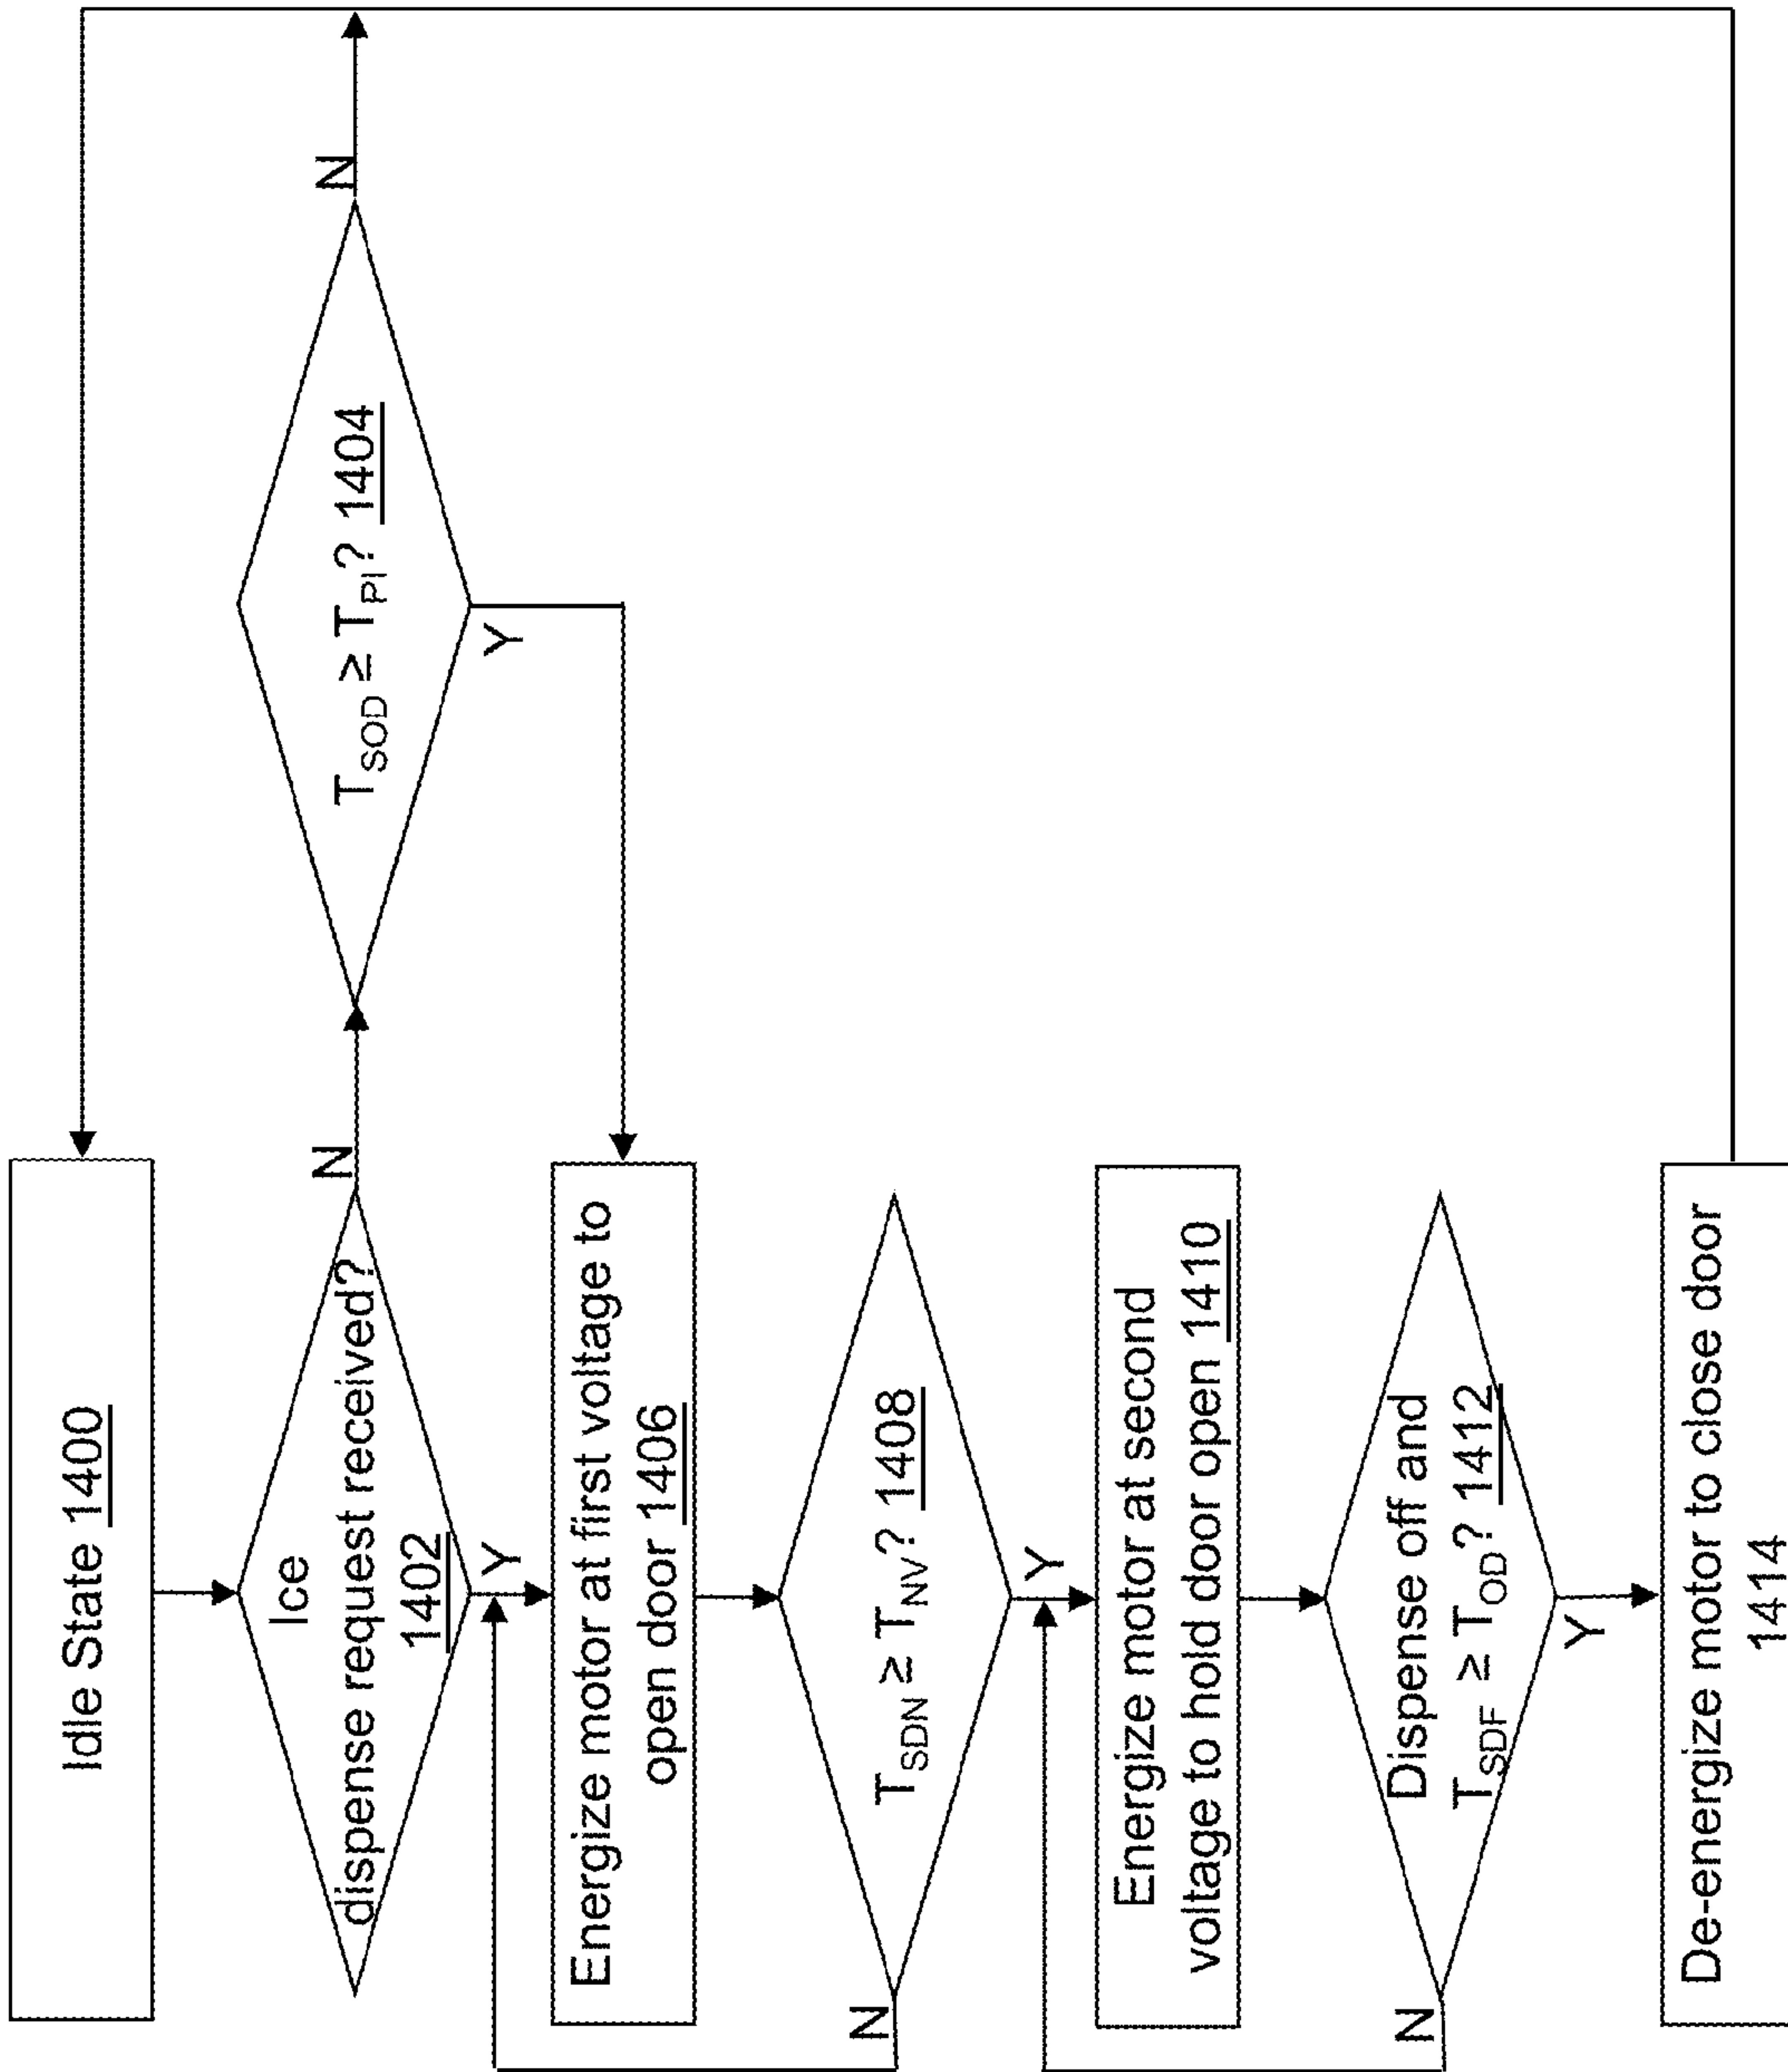 Idle State 1400
Ice
dispense request received?
1402
N
Y
T_SOD ≥ T_PI? 1404
N
Y
Energize motor at first voltage to
open door 1406
T_SDN ≥ T_NV? 1408
N
Y
Energize motor at second
voltage to hold door open 1410
Dispense off and
T_SDF ≥ T_OD? 1412
N
Y
De-energize motor to close door
1414